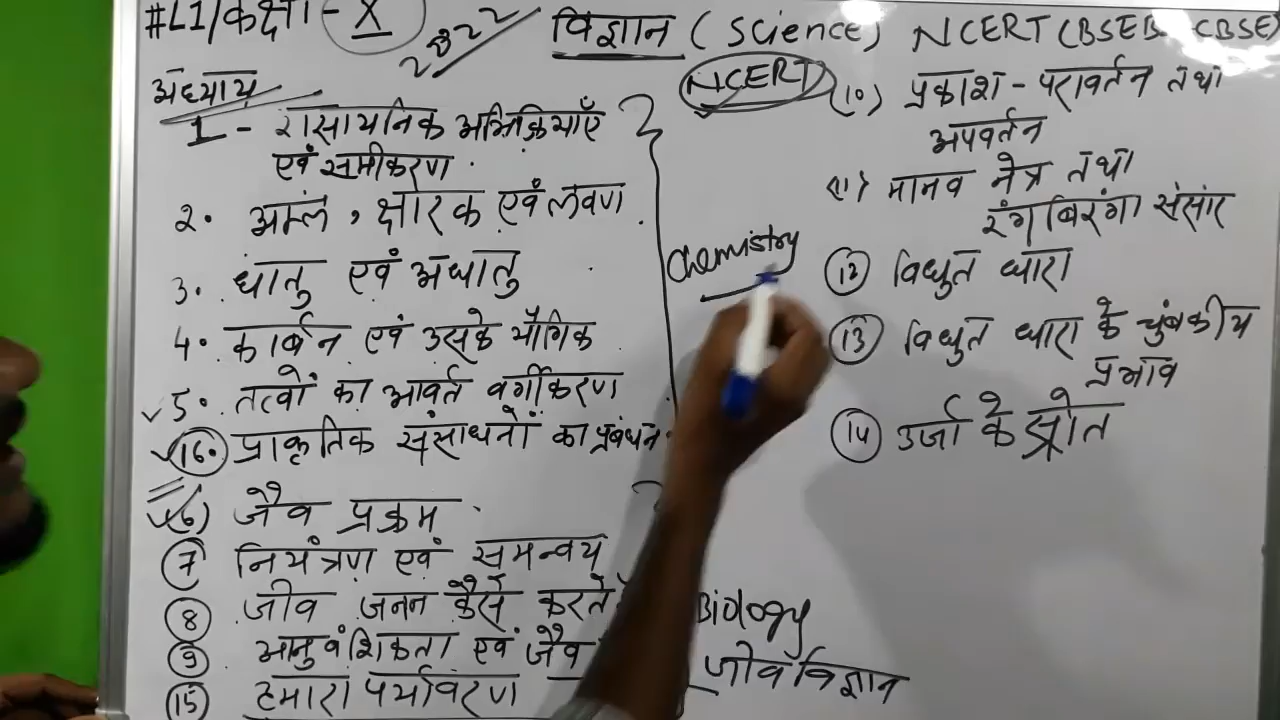 #L1/कक्षा - X
विज्ञान (Science) NCERT (BSEB CBSE)
अध्याय
1 - रासायनिक अभिक्रियाएँ
एवं समीकरण
2. अम्ल, क्षारक एवं लवण
3. धातु एवं अधातु
4. कार्बन एवं उसके यौगिक
5. तत्वों का आवर्त वर्गीकरण
16. प्राकृतिक संसाधनों का प्रबंधन
(6) जैव प्रक्रम
7 नियंत्रण एवं समन्वय
8 जीव जनन कैसे करते
9 आनुवंशिकता एवं जैव
15 हमारा पर्यावरण
Chemistry
Biology
जीव विज्ञान
NCERT
(10) प्रकाश - परावर्तन तथा
अपवर्तन
(11) मानव नेत्र तथा
रंगबिरंगा संसार
12 विधुत धारा
13 विधुत धारा के चुंबकीय
प्रभाव
14 उर्जा के स्रोत